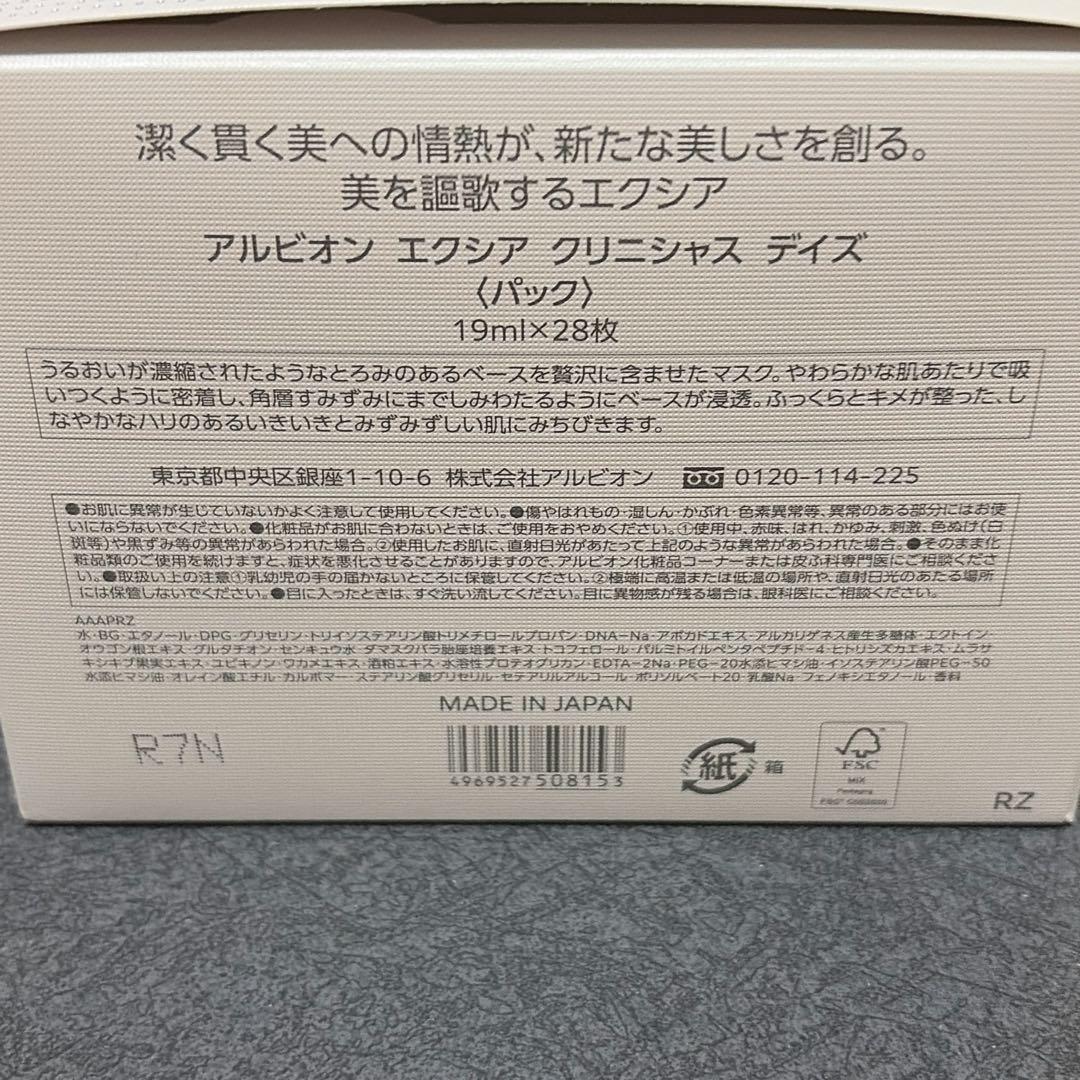 潔く貫く美への情熱が、新たな美しさを創る。
美を謳歌するエクシア
アルビオン エクシア クリニシャス デイズ
〈パック〉
19ml×28枚
うるおいが濃縮されたようなとろみのあるベースを贅沢に含ませたマスク。やわらかな肌あたりで吸
いつくように密着し、角層すみずみにまでしみわたるようにベースが浸透。ふっくらとキメが整った、し
なやかなハリのあるいきいきとみずみずしい肌にみちびきます。
東京都中央区銀座1-10-6 株式会社アルビオン 0120-114-225
●お肌に異常が生じていないかよく注意して使用してください。●傷やはれもの・湿しん・かぶれ・色素異常等、異常のある部分にはお使
いにならないでください。●化粧品がお肌に合わないときは、ご使用をおやめください。①使用中、赤味、はれ、かゆみ、刺激、色ぬけ(白
斑等)や黒ずみ等の異常があらわれた場合。②使用したお肌に、直射日光があたって上記のような異常があらわれた場合。●そのまま化
粧品類のご使用を続けますと、症状を悪化させることがありますので、アルビオン化粧品コーナーまたは皮ふ科専門医にご相談くださ
い。●取扱い上の注意①乳幼児の手の届かないところに保管してください。②極端に高温または低温の場所や、直射日光のあたる場所
には保管しないでください。●目に入ったときは、すぐ洗い流してください。目に異物感が残る場合は、眼科医にご相談ください。
AAAPRZ
水・BG・エタノール・DPG・グリセリン・トリイソステアリン酸トリメチロールプロパン・DNA-Na・アボカドエキス・アルカリゲネス産生多糖体・エクトイン・
オウゴン根エキス・グルタチオン・センキュウ水・ダマスクバラ胎座培養エキス・トコフェロール・パルミトイルペンタペプチド-4・ヒトリシズカエキス・ムラサ
キシキブ果実エキス・ユビキノン・ワカメエキス・酒粕エキス・水溶性プロテオグリカン・EDTA-2Na・PEG-20水添ヒマシ油・イソステアリン酸PEG-50
水添ヒマシ油・オレイン酸エチル・カルボマー・ステアリン酸グリセリル・セテアリルアルコール・ポリソルベート20・乳酸Na・フェノキシエタノール・香料
MADE IN JAPAN
R7N
4969527508153
紙 箱
FSC
MIX
Packaging
RZ